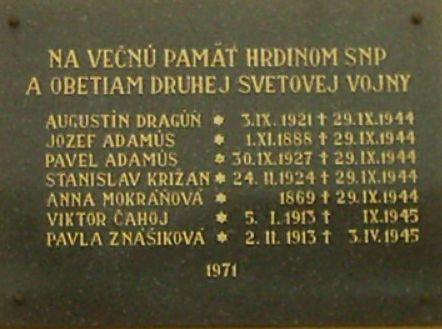 NA VEČNÚ PAMÄŤ HRDINOM SNP
A OBETIAM DRUHEJ SVETOVEJ VOJNY
AUGUSTÍN DRAGÚŇ * 3.IX.1921 † 29.IX.1944
JOZEF ADAMÚS * 1.XI.1888 † 29.IX.1944
PAVEL ADAMÚS * 30.IX.1927 † 29.IX.1944
STANISLAV KRIŽAN * 24.II.1924 † 29.IX.1944
ANNA MOKRÁŇOVÁ * 1869 † 29.IX.1944
VIKTOR ČAHOJ * 5.I.1913 † IX.1945
PAVLA ZNÁŠIKOVÁ * 2.II.1913 † 3.IV.1945
1971